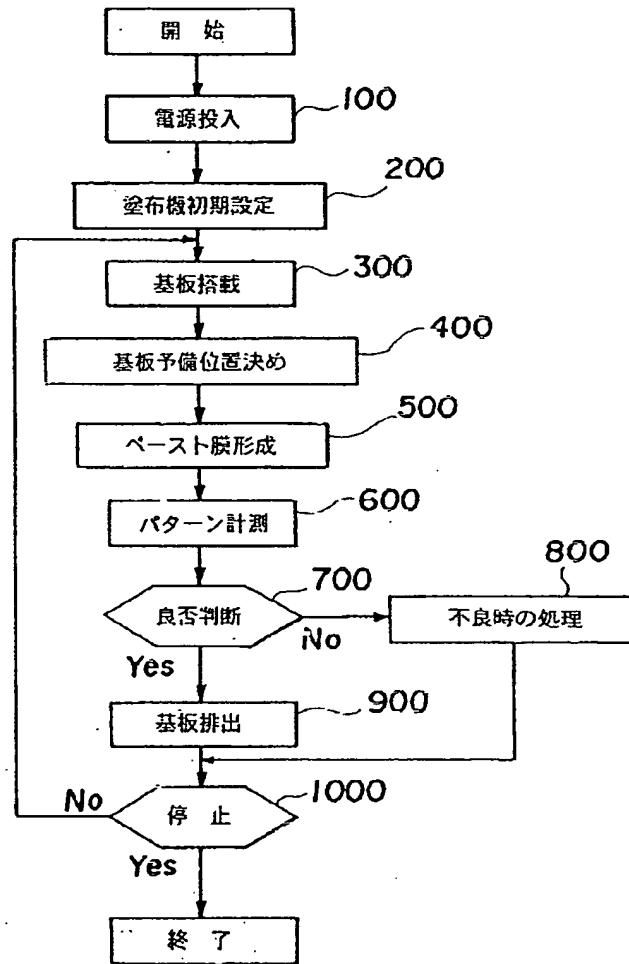 開 始
電源投入
100
塗布機初期設定
200
基板搭載
300
基板予備位置決め
400
ペースト膜形成
500
パターン計測
600
良否判断
700
No
不良時の処理
800
Yes
基板排出
900
停 止
1000
No
Yes
終 了